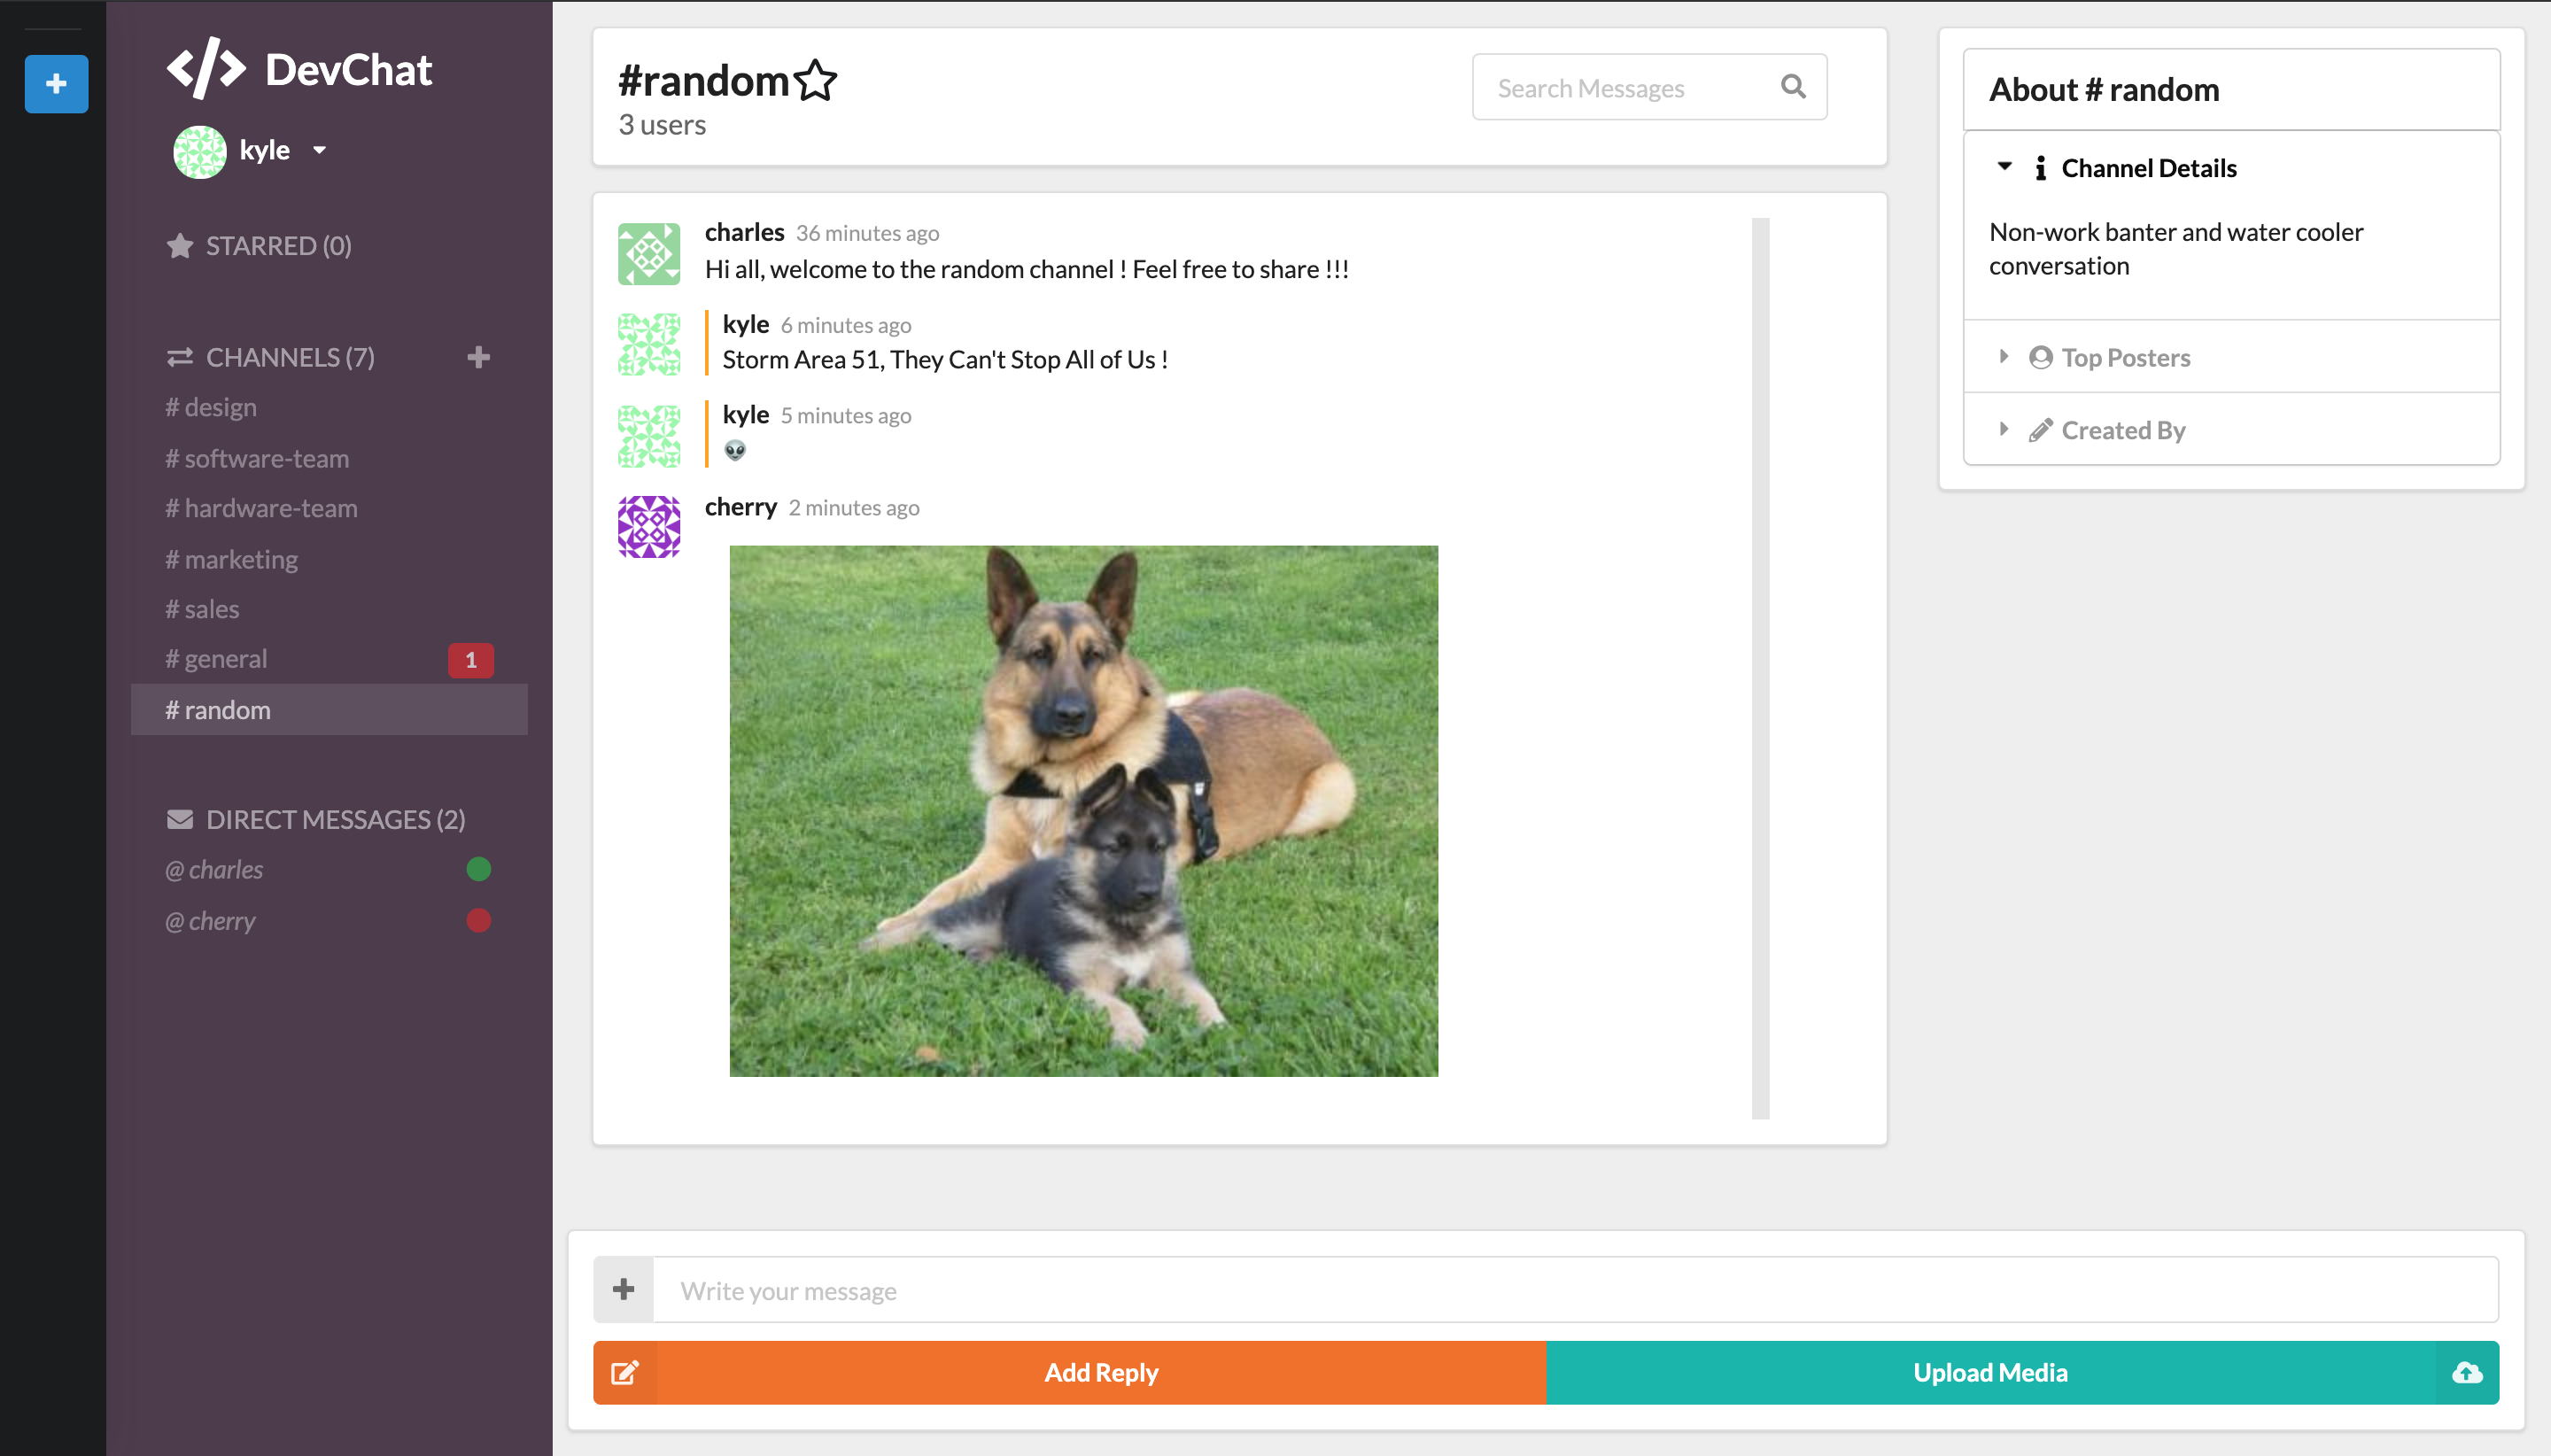 DevChat
kyle
STARRED (0)
CHANNELS (7)
# design
# software-team
# hardware-team
# marketing
# sales
# general 1
# random
DIRECT MESSAGES (2)
@ charles
@ cherry
#random
3 users
Search Messages
charles 36 minutes ago
Hi all, welcome to the random channel ! Feel free to share !!!
kyle 6 minutes ago
Storm Area 51, They Can't Stop All of Us !
kyle 5 minutes ago
👽
cherry 2 minutes ago
Write your message
Add Reply
Upload Media
About # random
Channel Details
Non-work banter and water cooler
conversation
Top Posters
Created By